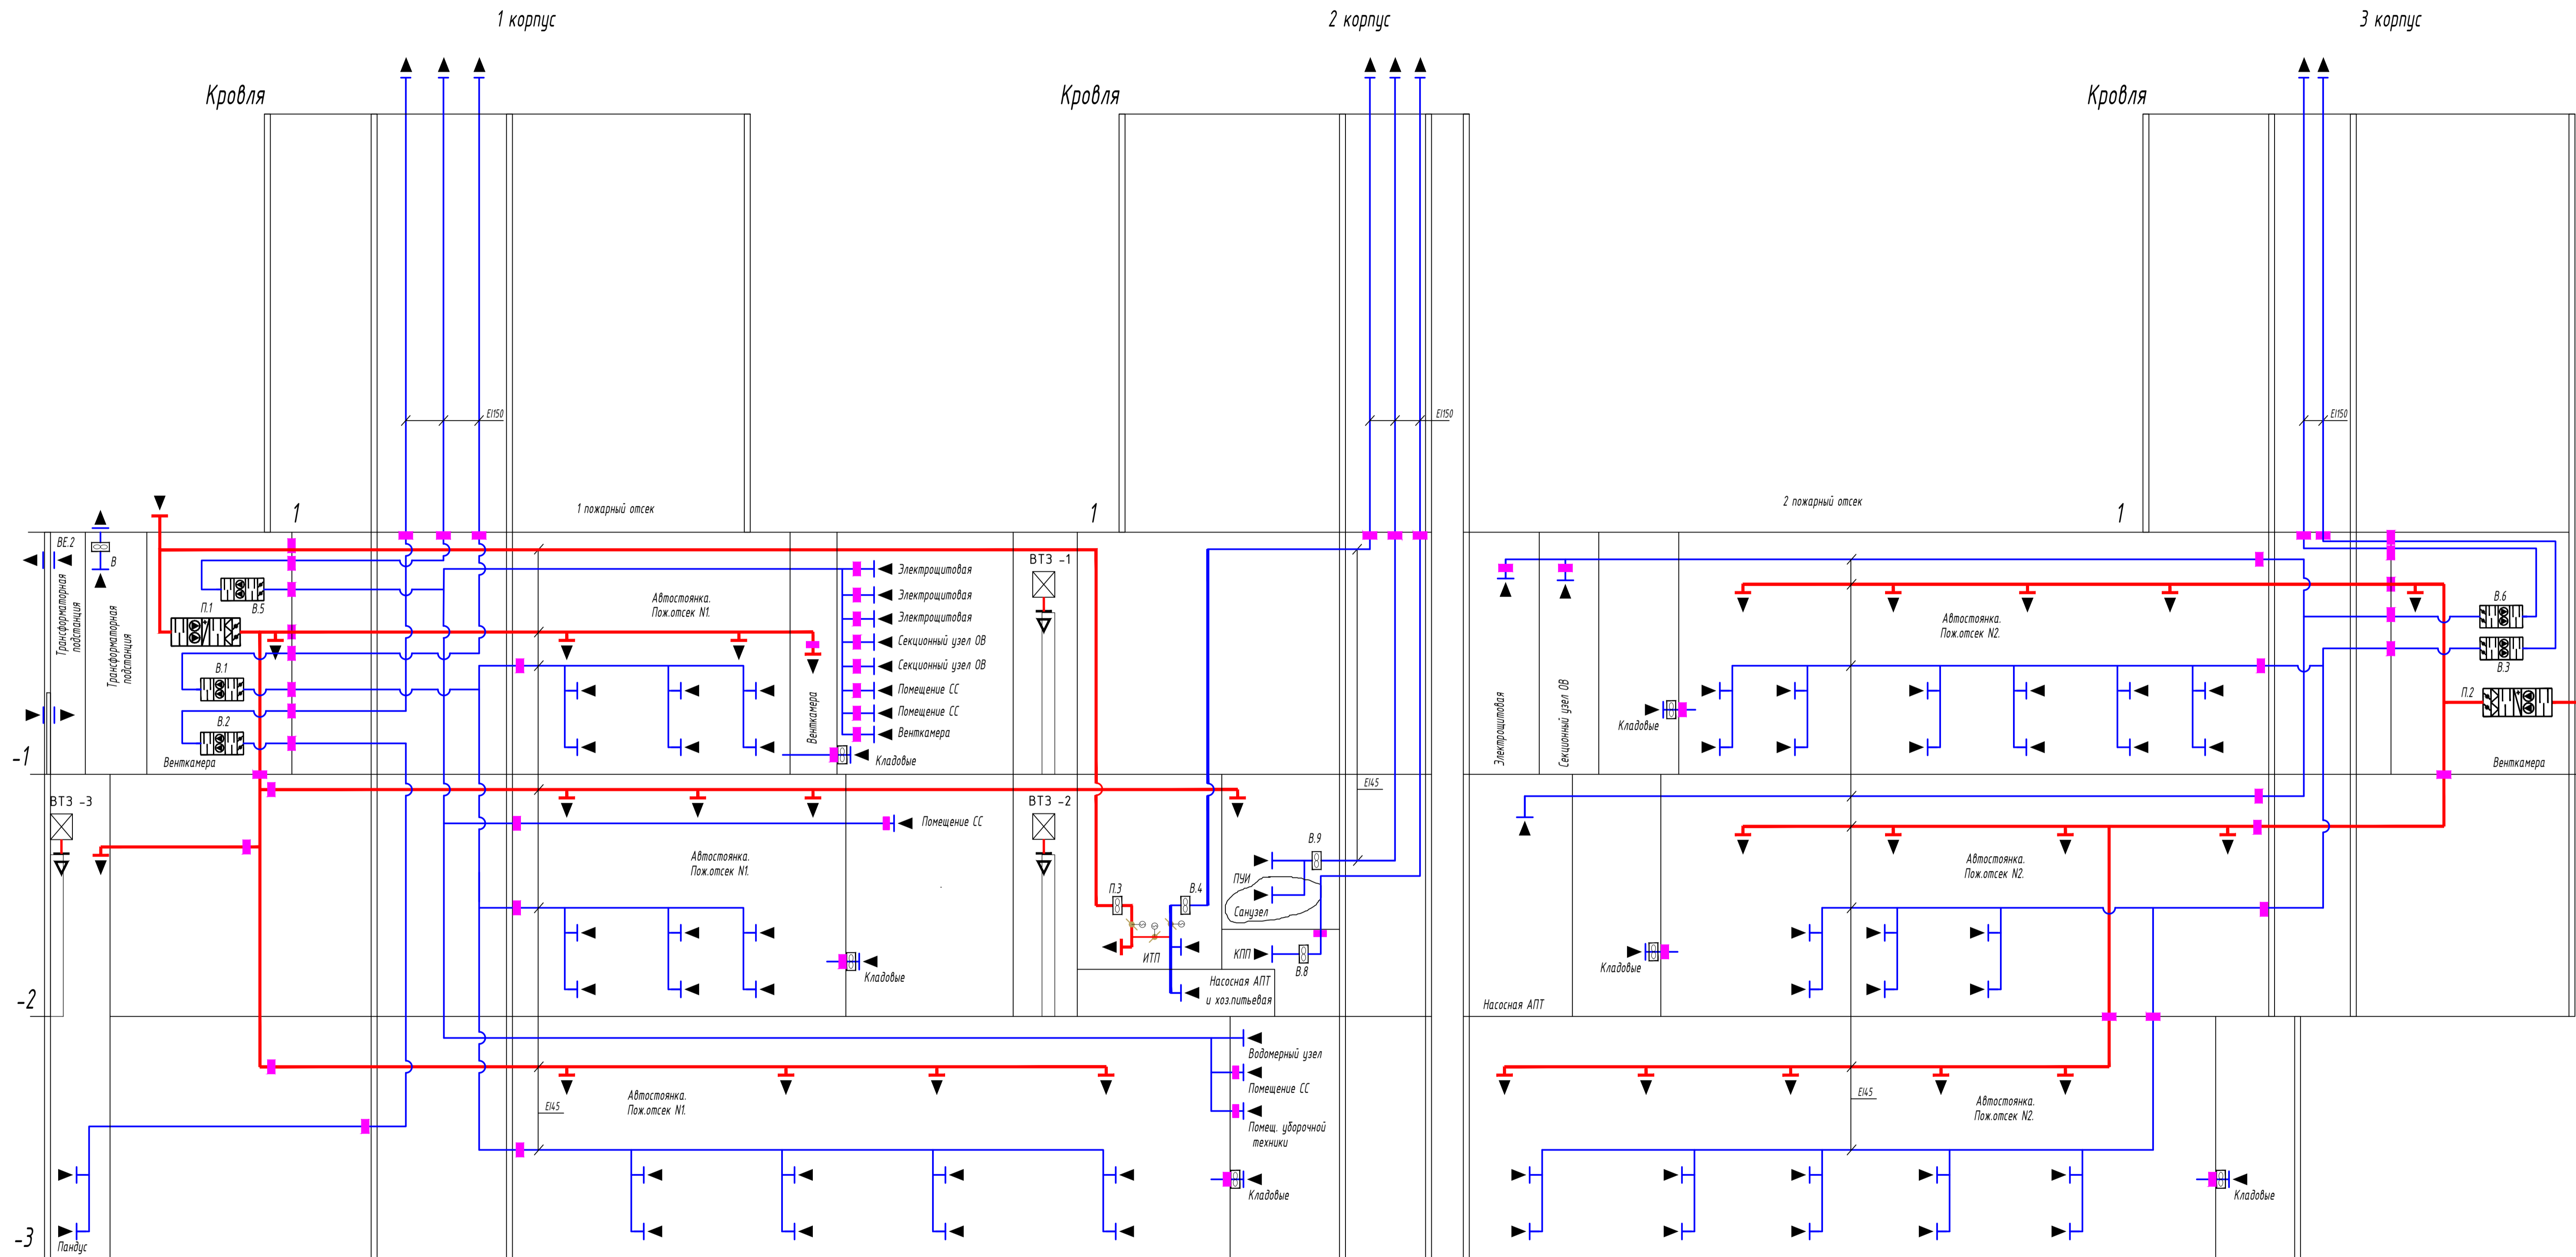 1 корпус
2 корпус
3 корпус
Кровля
Кровля
Кровля
EI150
EI150
EI150
1
1 пожарный отсек
1
2 пожарный отсек
1
ВЕ.2
Трансформаторная
подстанция
В
Трансформаторная
подстанция
П.1
В.5
В.1
В.2
Венткамера
Автостоянка.
Пож.отсек N1.
Венткамера
Электрощитовая
Электрощитовая
Электрощитовая
Секционный узел ОВ
Секционный узел ОВ
Помещение СС
Помещение СС
Венткамера
Кладовые
ВТЗ -1
Электрощитовая
Секционный узел ОВ
Кладовые
Автостоянка.
Пож.отсек N2.
В.6
В.3
П.2
Венткамера
-1
ВТЗ -3
Помещение СС
Автостоянка.
Пож.отсек N1.
Кладовые
ВТЗ -2
EI45
П.3
В.4
ИТП
В.9
ПУИ
Санузел
КПП
В.8
Насосная АПТ
и хоз.питьевая
Автостоянка.
Пож.отсек N2.
Кладовые
Насосная АПТ
-2
Водомерный узел
Помещение СС
Помещ. уборочной
техники
Кладовые
Автостоянка.
Пож.отсек N1.
EI45
EI45
Автостоянка.
Пож.отсек N2.
Кладовые
Пандус
-3